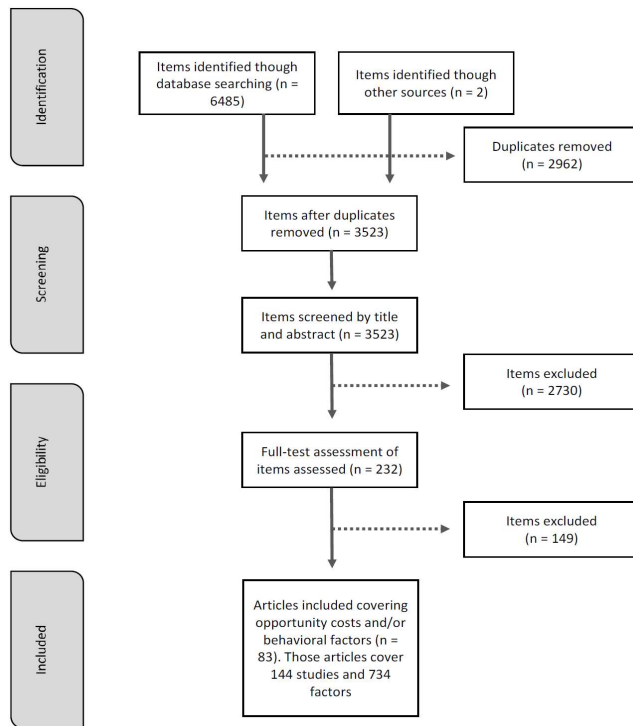 Identification
Items identified though
database searching (n =
6485)
Items identified though
other sources (n = 2)
Duplicates removed
(n = 2962)
Screening
Items after duplicates
removed (n = 3523)
Items screened by title
and abstract (n = 3523)
Items excluded
(n = 2730)
Eligibility
Full-test assessment of
items assessed (n = 232)
Items excluded
(n = 149)
Included
Articles included covering
opportunity costs and/or
behavioral factors (n =
83). Those articles cover
144 studies and 734
factors